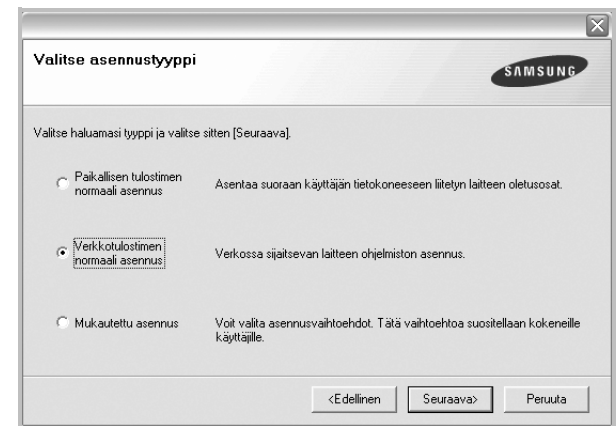 Valitse asennustyyppi
SAMSUNG
Valitse haluamasi tyyppi ja valitse sitten [Seuraava].
Paikallisen tulostimen
normaali asennus
Asentaa suoraan käyttäjän tietokoneeseen liitetyn laitteen oletusosat.
Verkkotulostimen
normaali asennus
Verkossa sijaitsevan laitteen ohjelmiston asennus.
Mukautettu asennus
Voit valita asennusvaihtoehdot. Tätä vaihtoehtoa suositellaan kokeneille
käyttäjille.
<Edellinen
Seuraava>
Peruuta